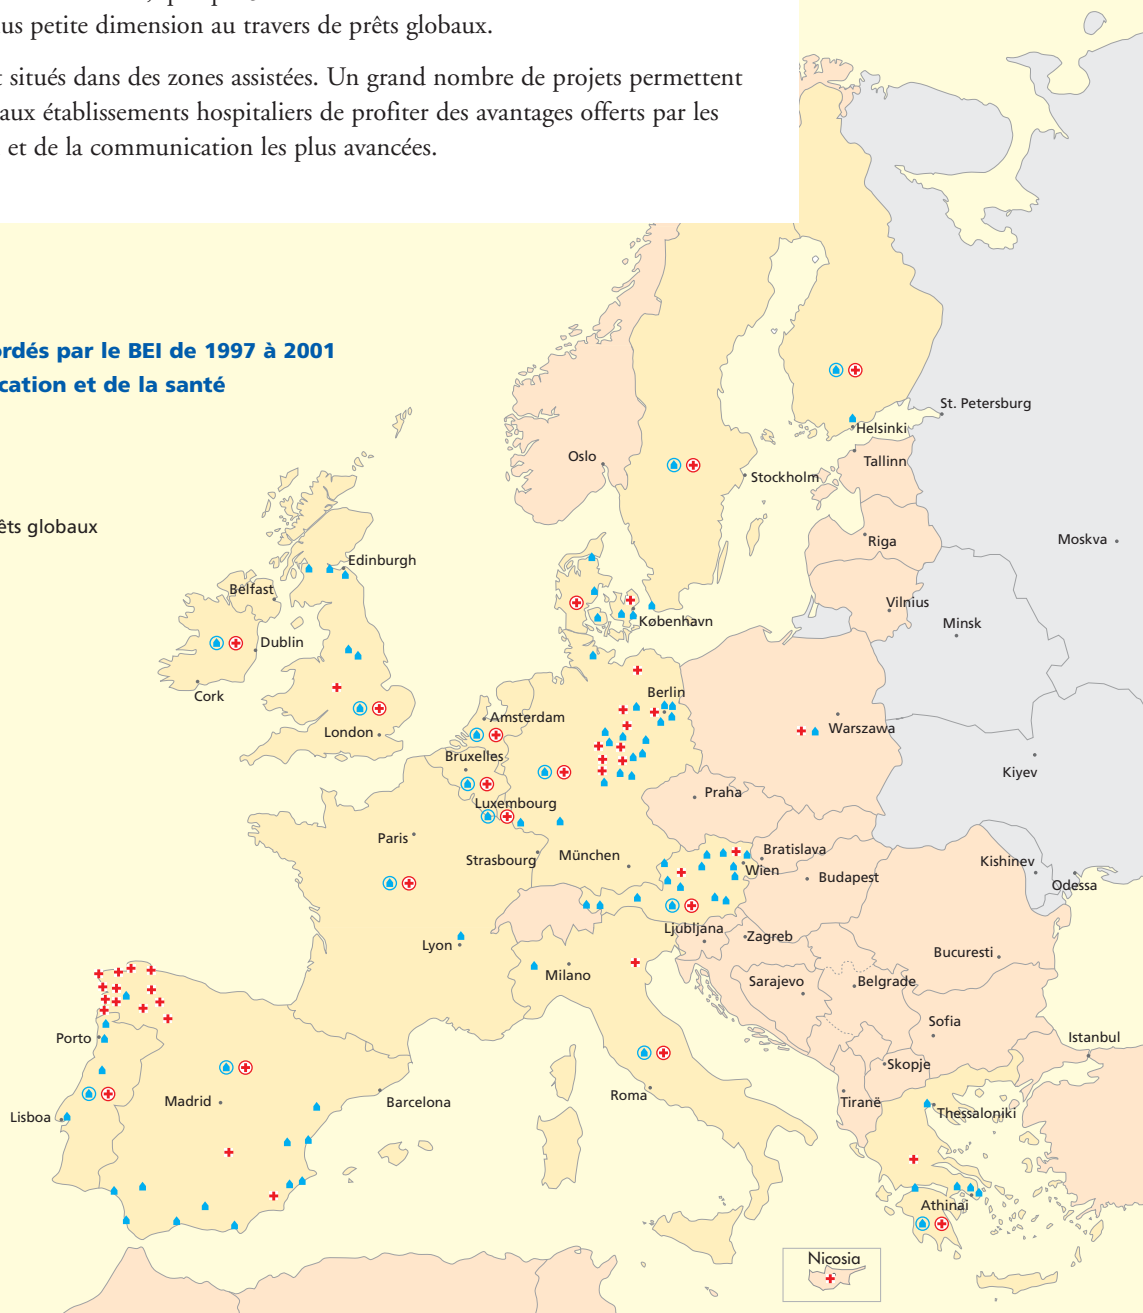 us petite dimension au travers de prêts globaux.
t situés dans des zones assistées. Un grand nombre de projets permettent
aux établissements hospitaliers de profiter des avantages offerts par les
et de la communication les plus avancées.
rdés par le BEI de 1997 à 2001
cation et de la santé
êts globaux
St. Petersburg
Helsinki
Tallinn
Oslo
Stockholm
Riga
Moskva
Edinburgh
Belfast
Vilnius
København
Minsk
Dublin
Cork
Berlin
Amsterdam
London
Warszawa
Bruxelles
Kiyev
Praha
Luxembourg
Paris
Strasbourg
München
Bratislava
Wien
Budapest
Kishinev
Odessa
Lyon
Ljubljana
Zagreb
Milano
Bucuresti
Sarajevo
Belgrade
Sofia
Porto
Istanbul
Skopje
Madrid
Barcelona
Roma
Tiranë
Lisboa
Thessaloniki
Athinai
Nicosia